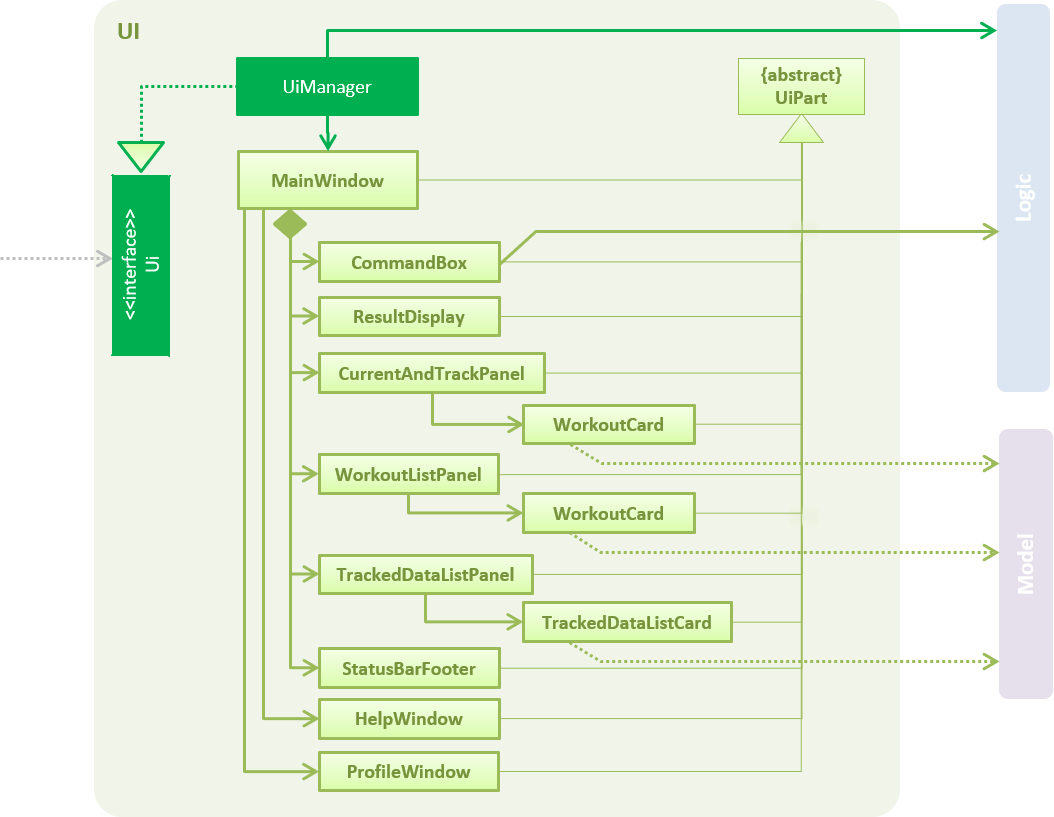 UI
UiManager
{abstract}
UiPart
MainWindow
<<interface>>
Ui
Logic
CommandBox
ResultDisplay
CurrentAndTrackPanel
WorkoutCard
WorkoutListPanel
WorkoutCard
Model
TrackedDataListPanel
TrackedDataListCard
StatusBarFooter
HelpWindow
ProfileWindow